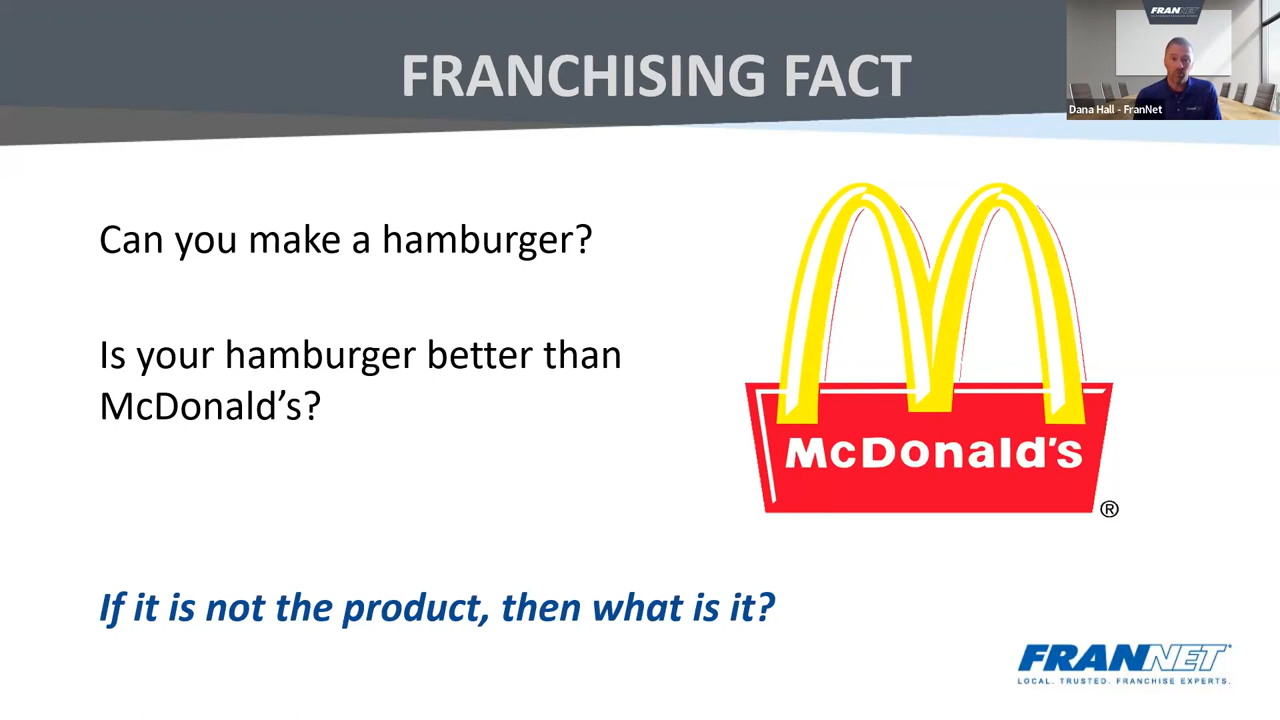 FRANCHISING FACT
FRANNET
Dana Hall - FranNet
Can you make a hamburger?
Is your hamburger better than
McDonald's?
McDonald's
®
If it is not the product, then what is it?
FRANNET
LOCAL. TRUSTED. FRANCHISE EXPERTS.